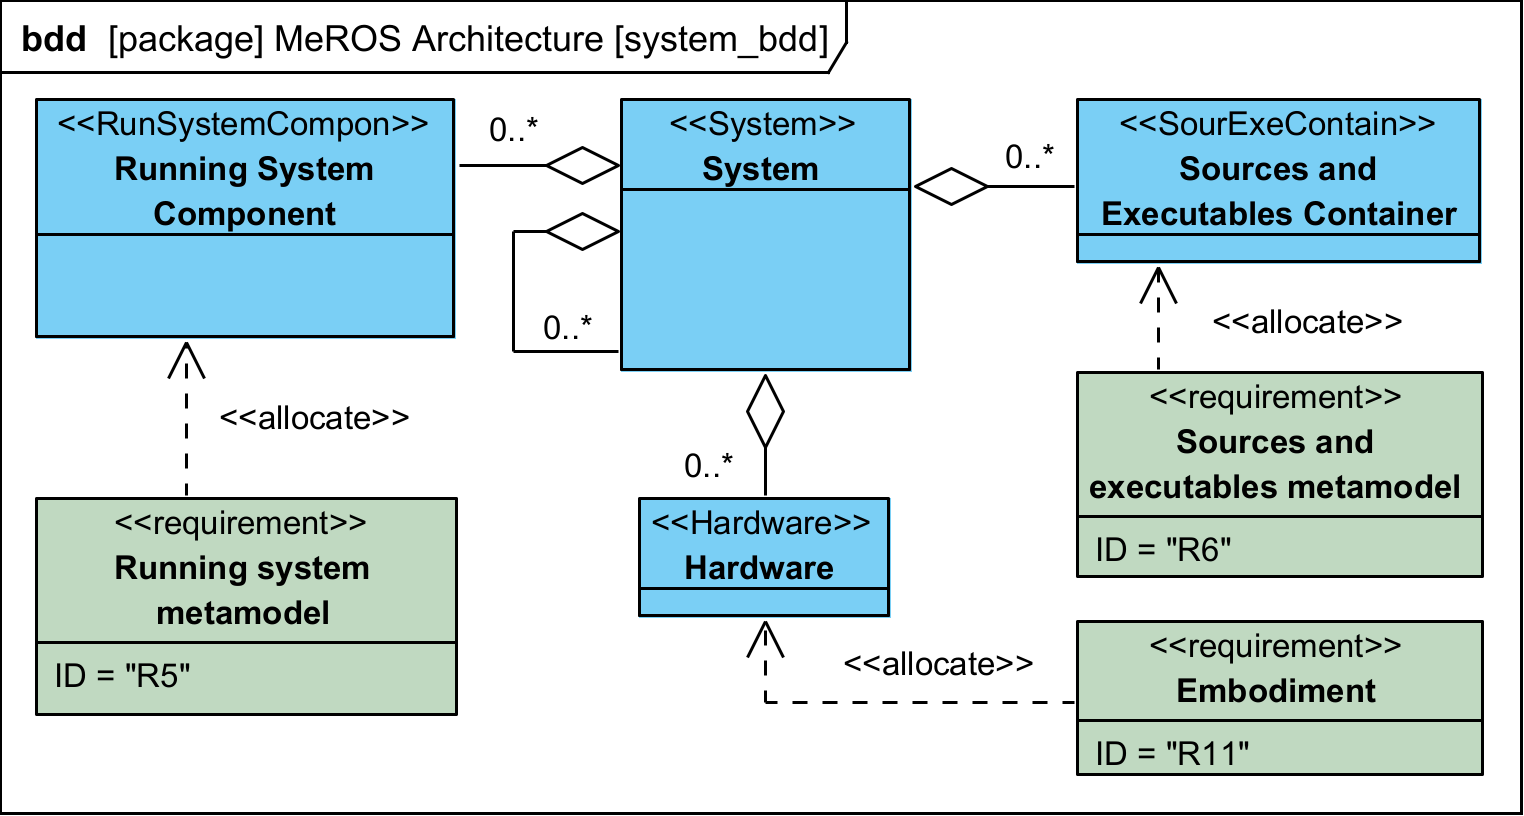 bdd [package] MeROS Architecture [system_bdd]
<<RunSystemCompon>>
Running System
Component
0..*
0..*
<<System>>
System
0..*
<<SourExeContain>>
Sources and
Executables Container
<<allocate>>
<<allocate>>
<<requirement>>
Running system
metamodel
ID = "R5"
0..*
<<Hardware>>
Hardware
<<requirement>>
Sources and
executables metamodel
ID = "R6"
<<allocate>>
<<requirement>>
Embodiment
ID = "R11"